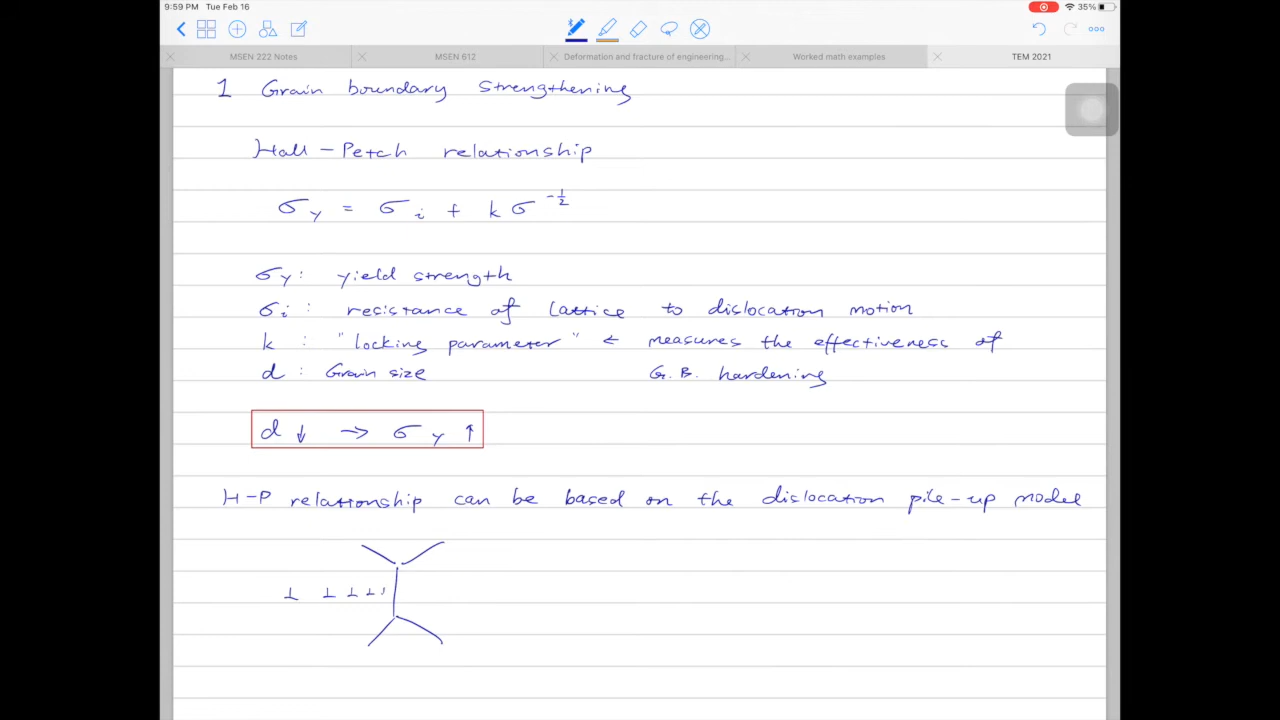 9:59 PM Tue Feb 16
35%
MSEN 222 Notes
MSEN 612
Deformation and fracture of engineering...
Worked math examples
TEM 2021
1 Grain boundary strengthening
Hall-Petch relationship
σy = σi + k σ^-1/2
σy: yield strength
σi: resistance of lattice to dislocation motion
k : "locking parameter" ← measures the effectiveness of
d : Grain size G.B. hardening
d ↓ → σy ↑
H-P relationship can be based on the dislocation pile-up model
⊥ ⊥ ⊥ ⊥